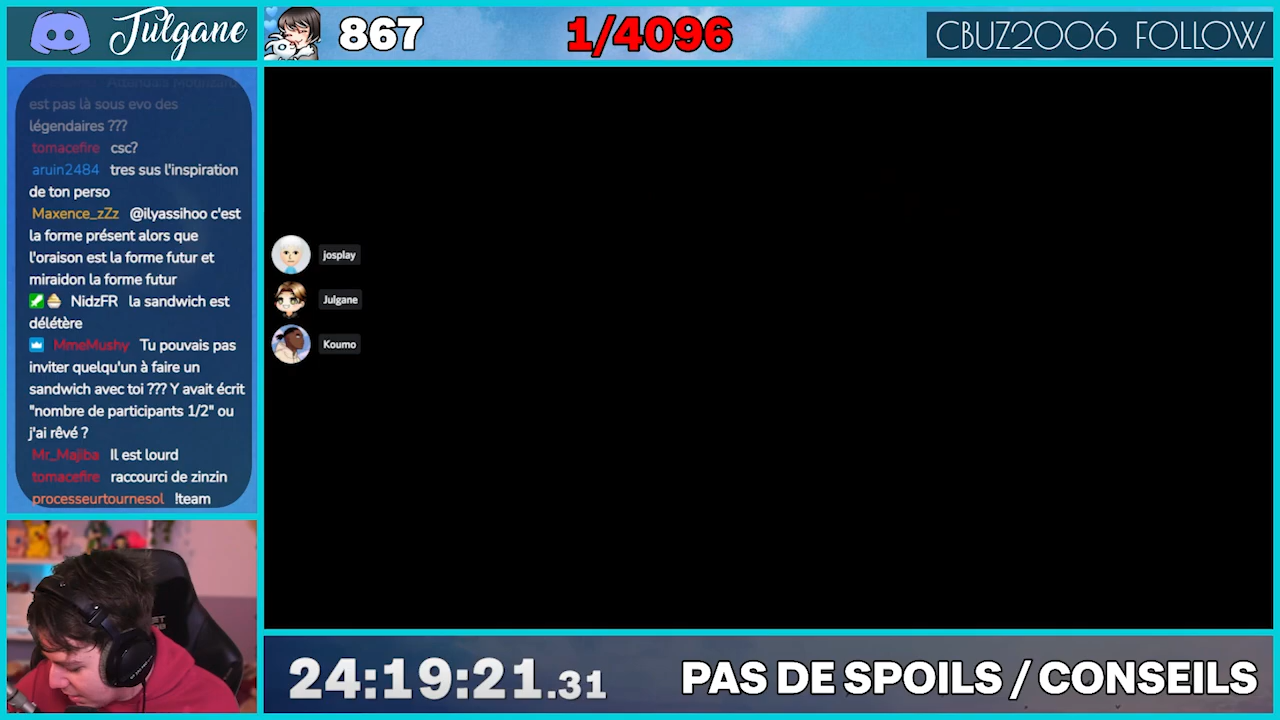 Julgane
867
1/4096
CBUZ2006 FOLLOW
est pas là sous evo des
légendaires ???
tomacefire csc?
aruin2484 tres sus l'inspiration
de ton perso
Maxence_zZz @ilyassihoo c'est
la forme présent alors que
l'oraison est la forme futur et
miraidon la forme futur
NidzFR la sandwich est
délétère
MmeMushy Tu pouvais pas
inviter quelqu'un à faire un
sandwich avec toi ??? Y avait écrit
"nombre de participants 1/2" ou
j'ai rêvé ?
Mr_Majiba Il est lourd
tomacefire raccourci de zinzin
processeurtournesol !team
josplay
Julgane
Koumo
24:19:21.31
PAS DE SPOILS / CONSEILS